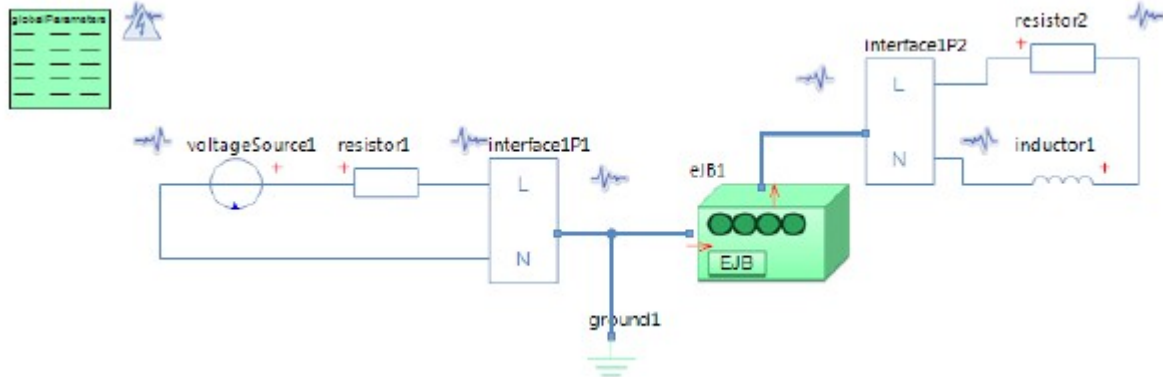 globalParameters
resistor2
interface1P2
L
N
inductor1
voltageSource1
resistor1
interface1P1
L
N
eJB1
EJB
ground1